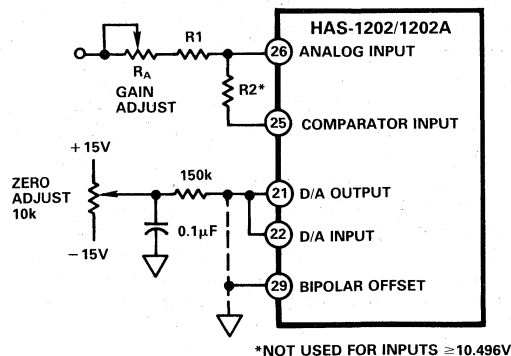 HAS-1202/1202A
R1
26 ANALOG INPUT
RA
GAIN
ADJUST
R2*
25 COMPARATOR INPUT
+15V
150k
21 D/A OUTPUT
ZERO
ADJUST
10k
0.1µF
22 D/A INPUT
−15V
29 BIPOLAR OFFSET
*NOT USED FOR INPUTS ≥10.496V